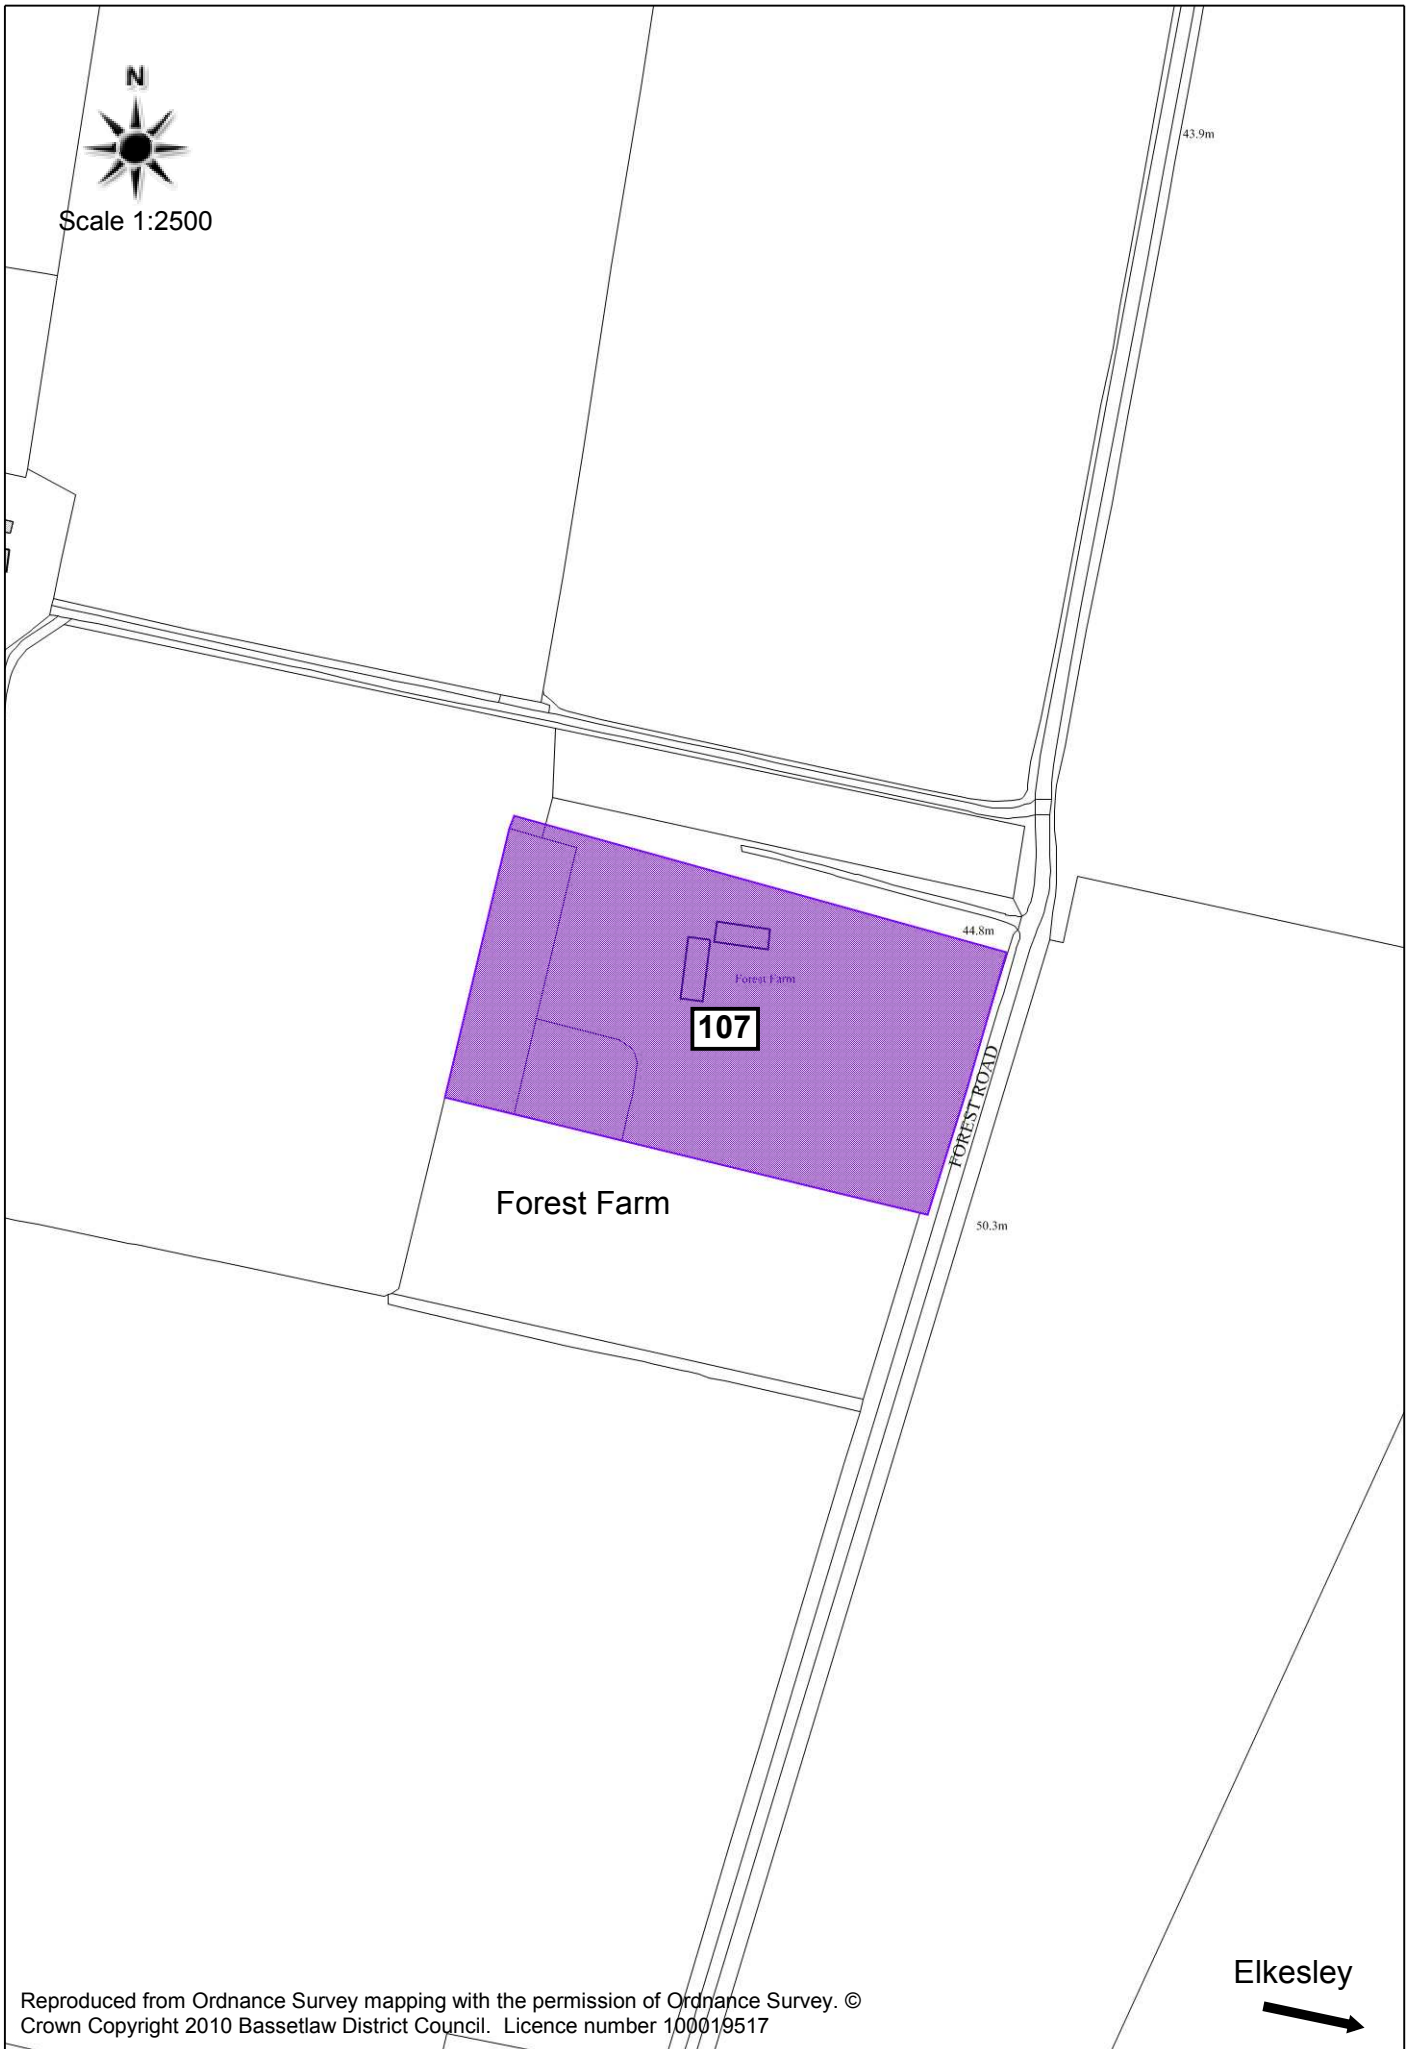 N
Scale 1:2500
43.9m
44.8m
Forest Farm
107
FOREST ROAD
Forest Farm
50.3m
Elkesley
Reproduced from Ordnance Survey mapping with the permission of Ordnance Survey. ©
Crown Copyright 2010 Bassetlaw District Council. Licence number 100019517